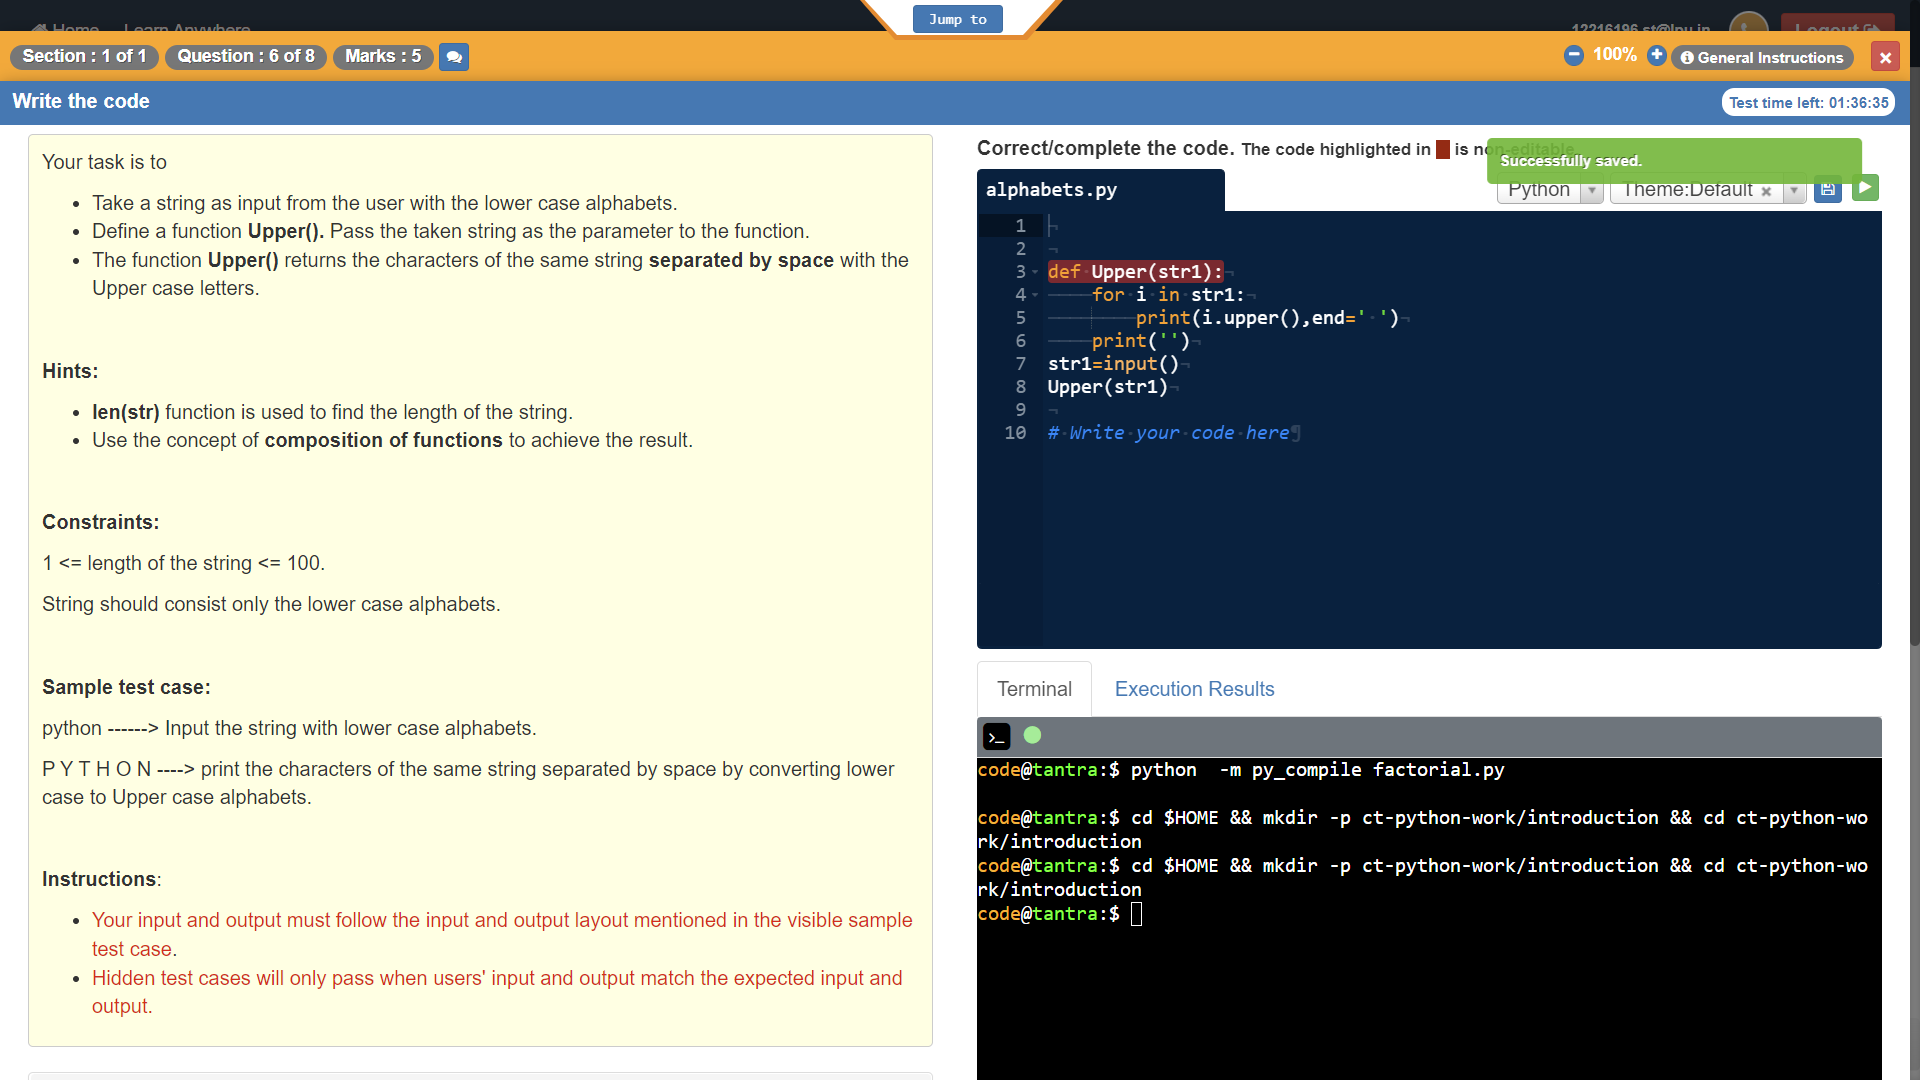 Home Learn Anywhere
Jump to
Logout
Section : 1 of 1 Question : 6 of 8 Marks : 5
100% General Instructions
Write the code
Test time left: 01:36:35
Your task is to
Take a string as input from the user with the lower case alphabets.
Define a function Upper(). Pass the taken string as the parameter to the function.
The function Upper() returns the characters of the same string separated by space with the
Upper case letters.
Hints:
len(str) function is used to find the length of the string.
Use the concept of composition of functions to achieve the result.
Constraints:
1 <= length of the string <= 100.
String should consist only the lower case alphabets.
Sample test case:
python ------> Input the string with lower case alphabets.
P Y T H O N ----> print the characters of the same string separated by space by converting lower
case to Upper case alphabets.
Instructions:
Your input and output must follow the input and output layout mentioned in the visible sample
test case.
Hidden test cases will only pass when users' input and output match the expected input and
output.
Correct/complete the code. The code highlighted in is non-editable.
Successfully saved.
alphabets.py
Python Theme:Default ×
1
2
3 def Upper(str1):
4 for i in str1:
5 print(i.upper(),end=' ')
6 print('')
7 str1=input()
8 Upper(str1)
9
10 # Write your code here
Terminal Execution Results
code@tantra:$ python  -m py_compile factorial.py
code@tantra:$ cd $HOME && mkdir -p ct-python-work/introduction && cd ct-python-wo
rk/introduction
code@tantra:$ cd $HOME && mkdir -p ct-python-work/introduction && cd ct-python-wo
rk/introduction
code@tantra:$